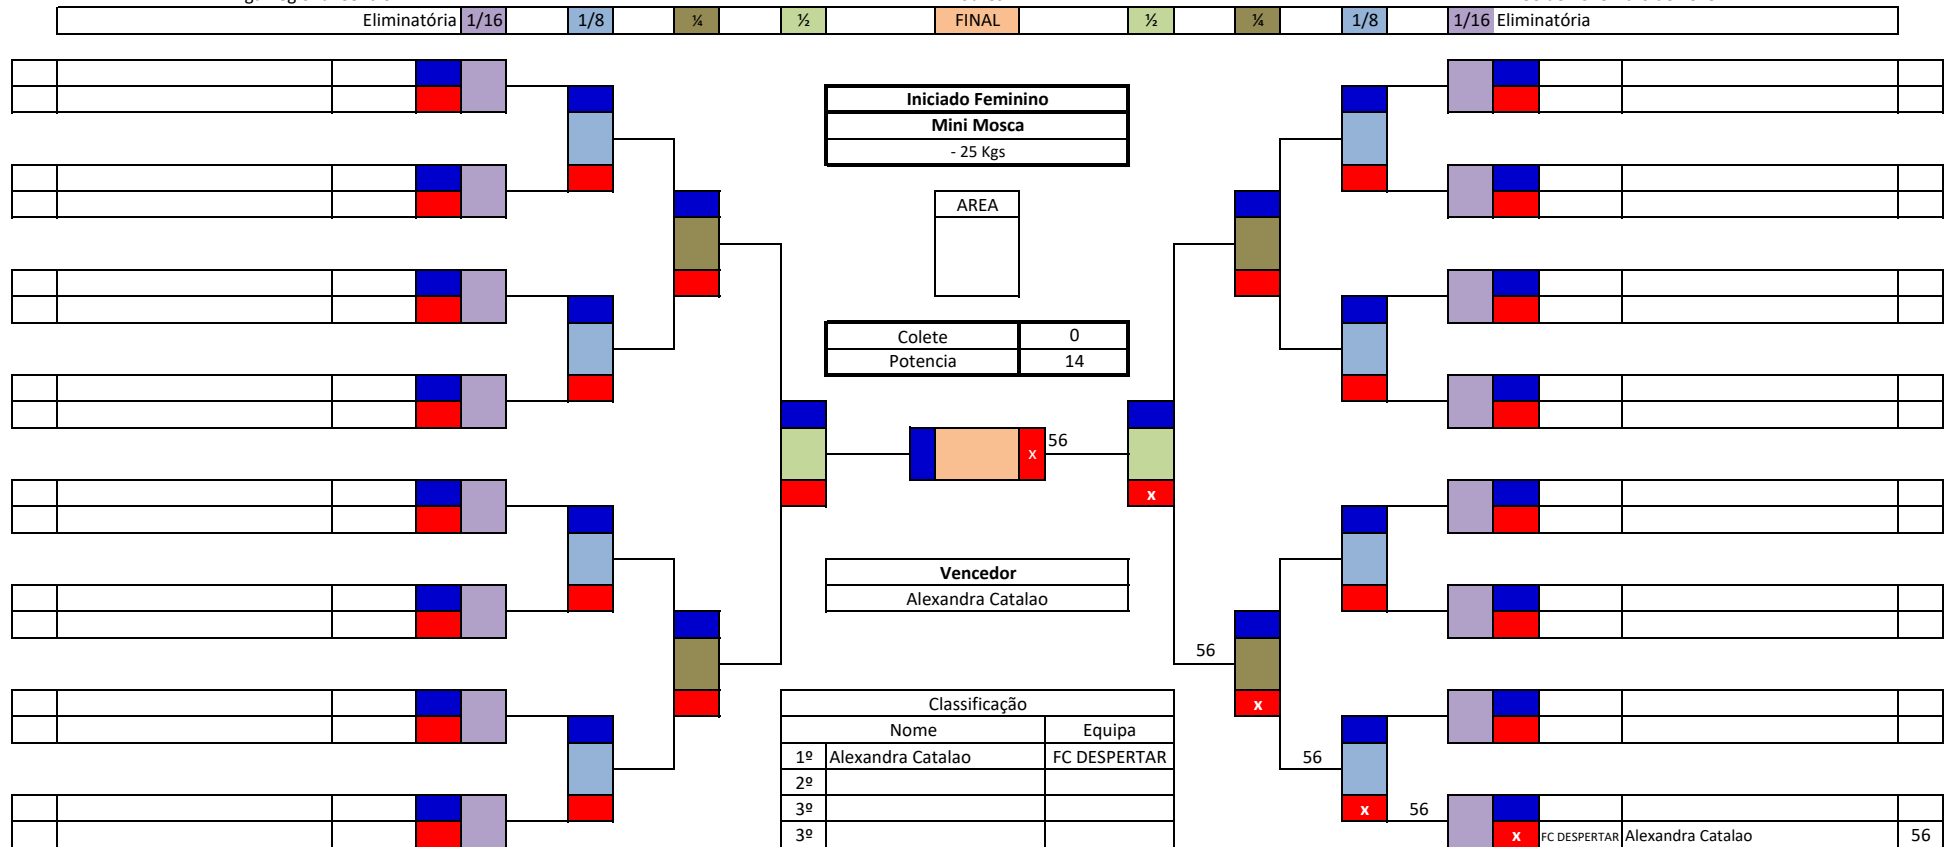 Eliminatória 1/16 1/8 ¼ ½ FINAL ½ ¼ 1/8 1/16 Eliminatória
Iniciado Feminino
Mini Mosca
- 25 Kgs
AREA
Colete 0
Potencia 14
x 56
x
Vencedor
Alexandra Catalao
56
x
Classificação
Nome Equipa
1º Alexandra Catalao FC DESPERTAR
2º
3º
3º
56
x 56
x FC DESPERTAR Alexandra Catalao 56